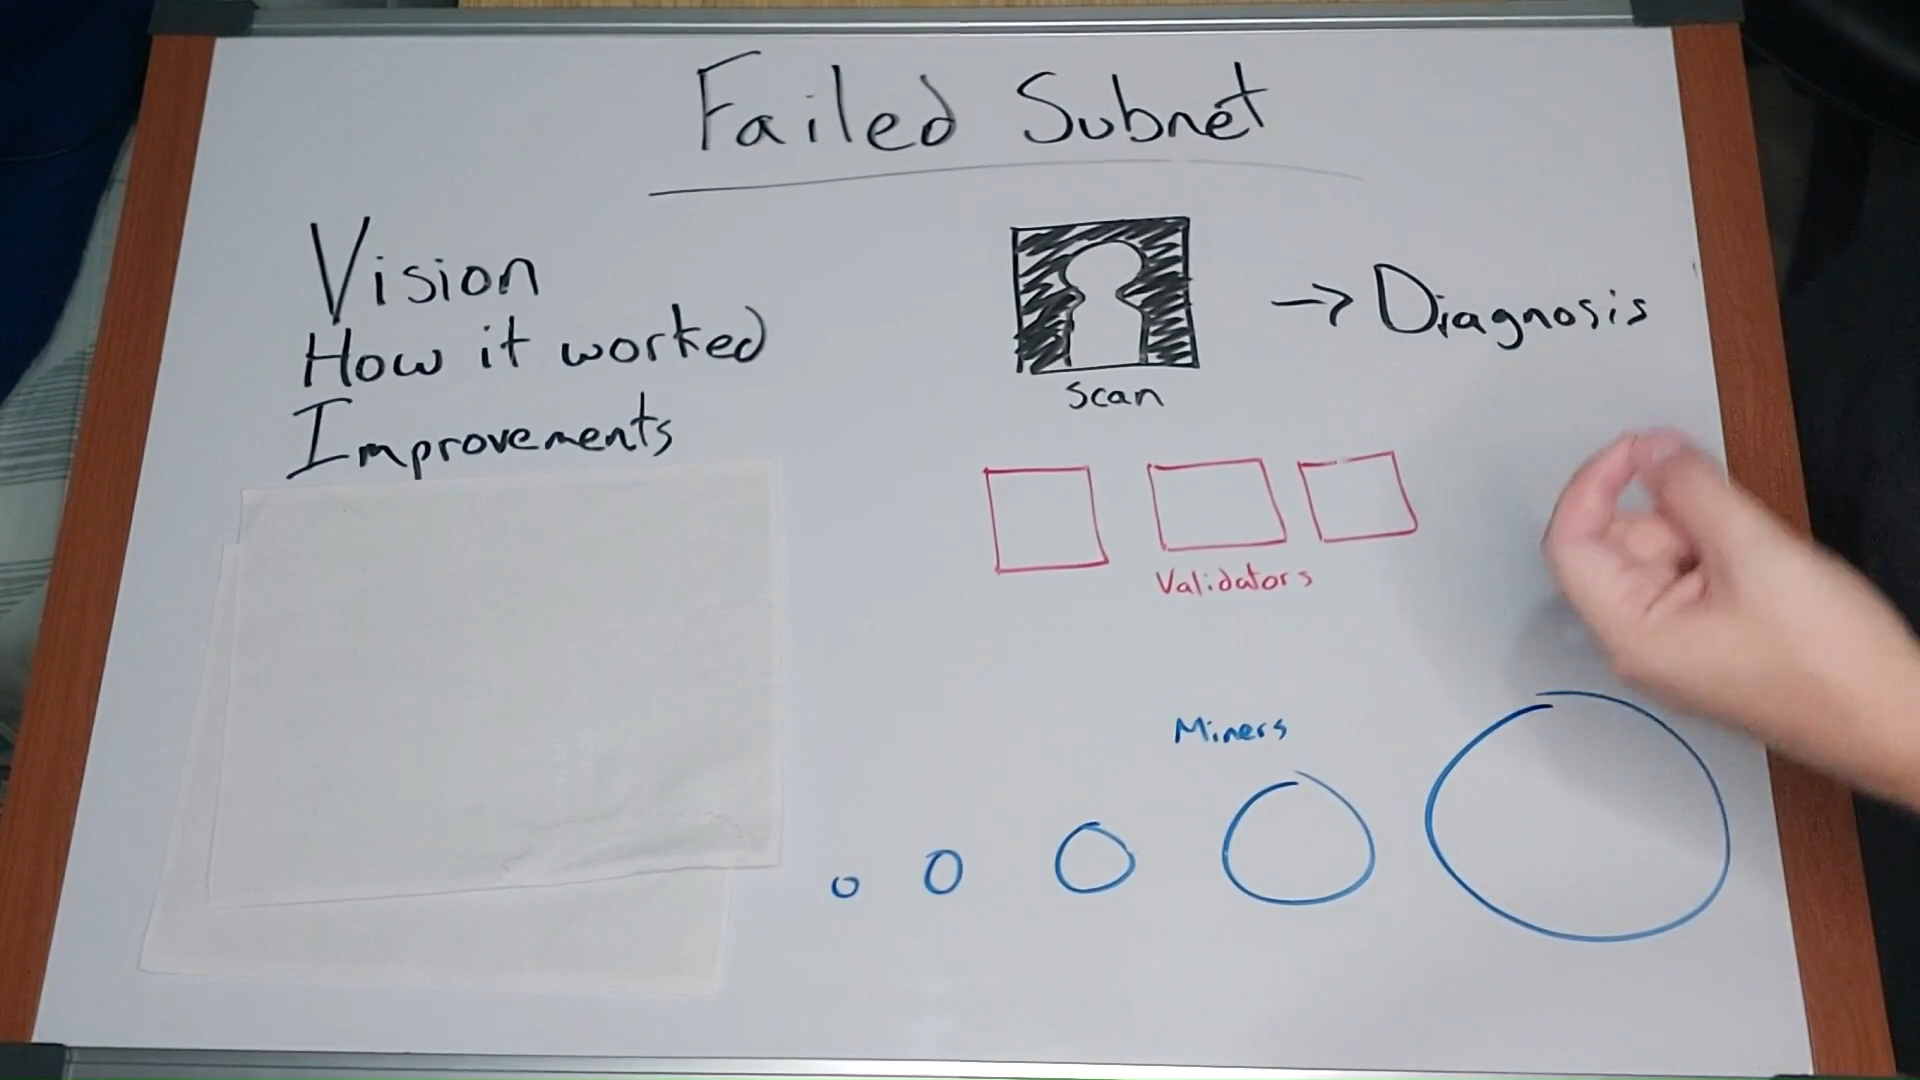 Failed Subnet
Vision
How it worked
Improvements
Scan
→ Diagnosis
Validators
Miners